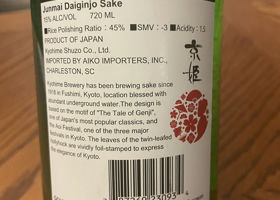 Junmai Daiginjo Sake
15% ALC/VOL 720 ML
■Rice Polishing Ratio : 45% ■SMV : -3 ■Acidity : 1.5
PRODUCT OF JAPAN
Kyohime Shuzo Co., Ltd.
IMPORTED BY AIKO IMPORTERS, INC.,
CHARLESTON, SC
京姫
Kyohime Brewery has been brewing sake since
1918 in Fushimi, Kyoto, location blessed with
abundant underground water. The design is
based on the motif of "The Tale of Genji",
one of Japan's most popular classics, and
the Aoi Festival, one of the three major
festivals in Kyoto. The leaves of the twin-leafed
hollyhock are vividly foil-stamped to express
the elegance of Kyoto.